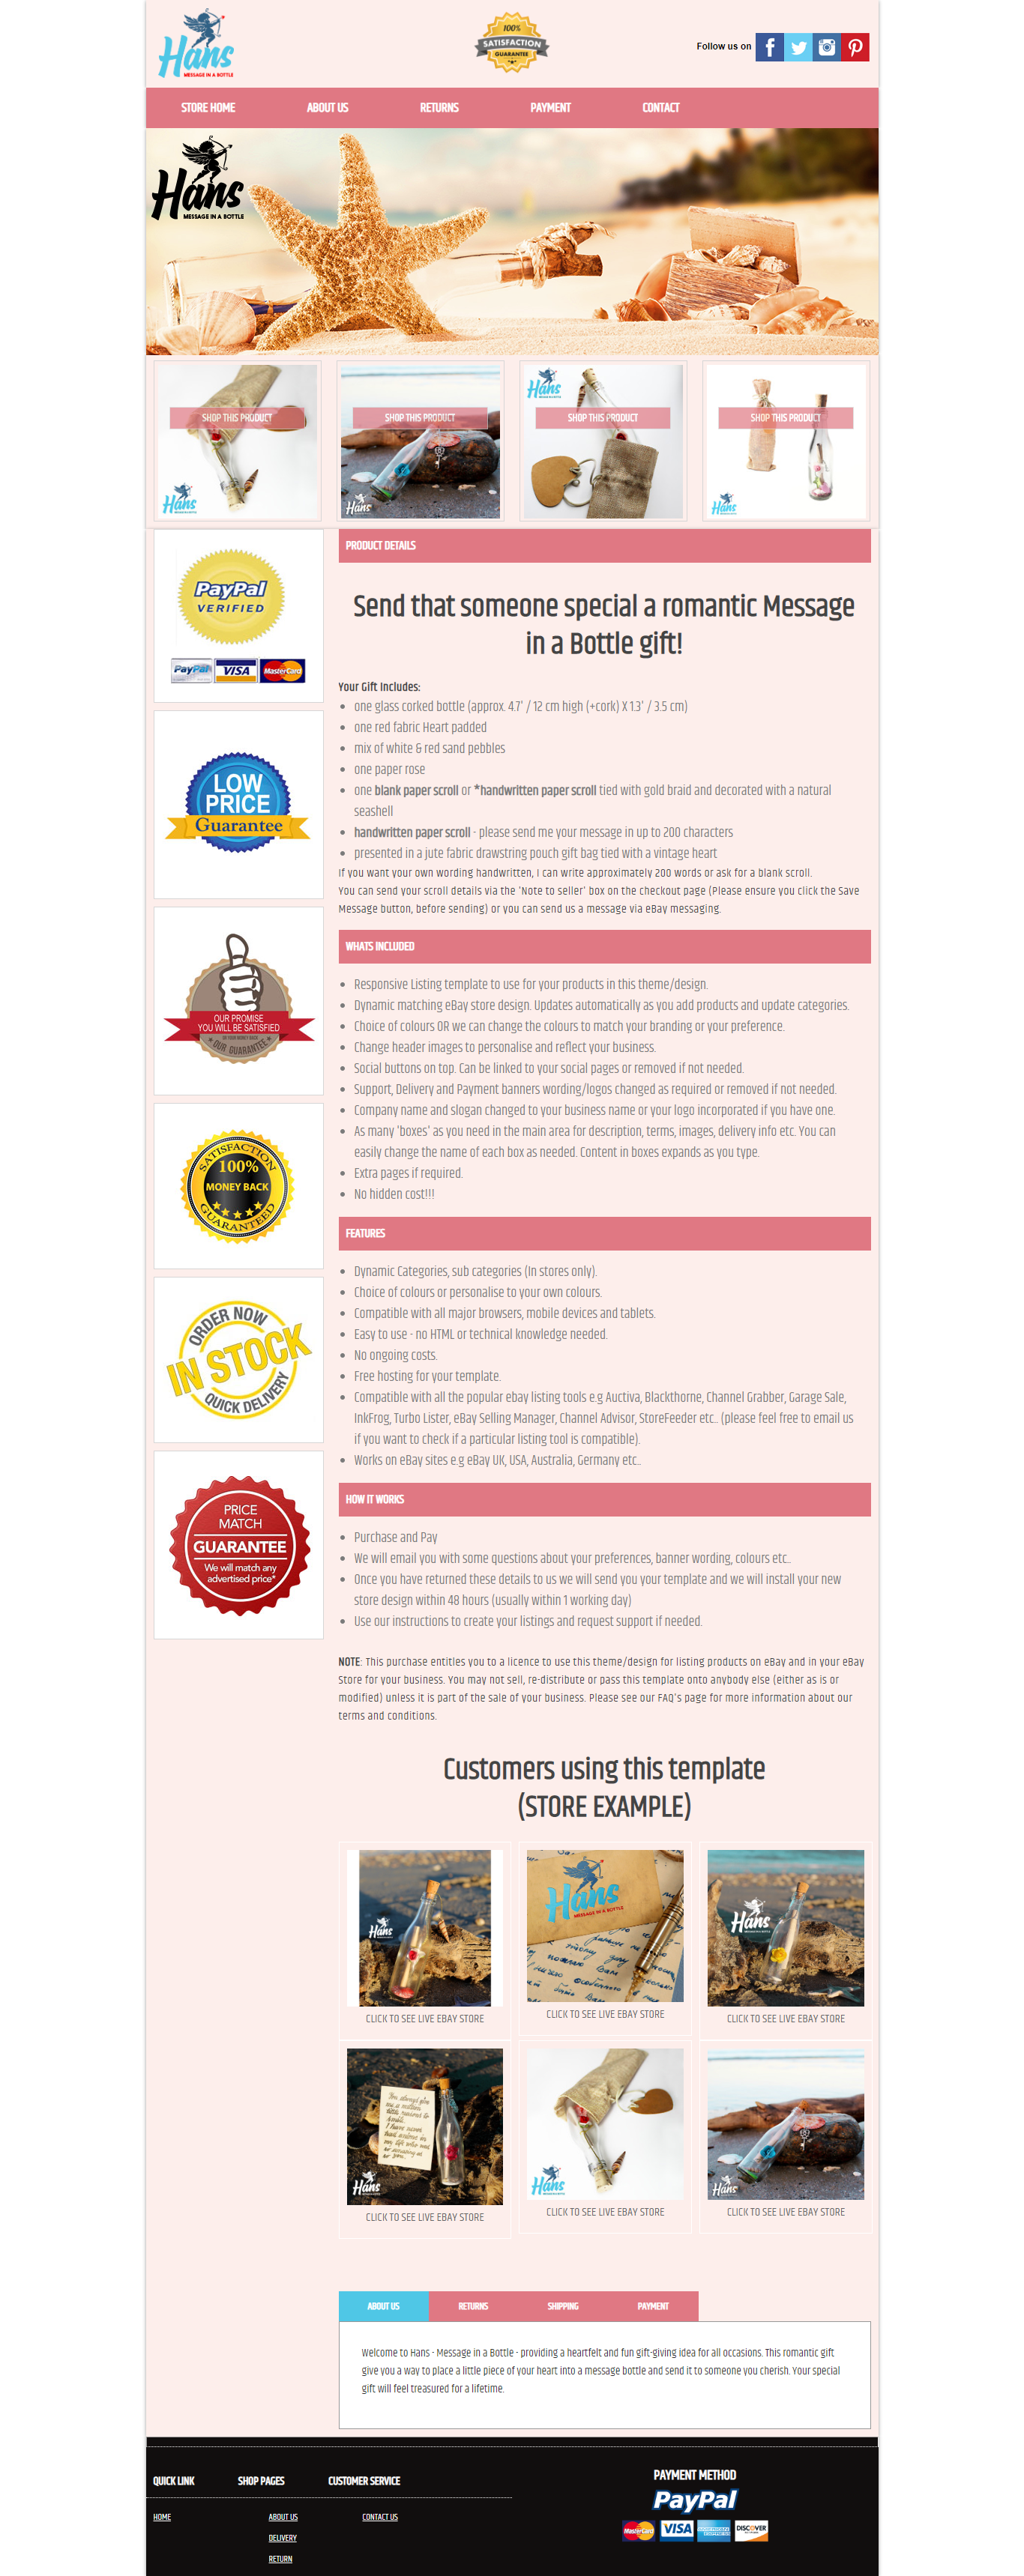 Hans
MESSAGE IN A BOTTLE
100%
SATISFACTION
GUARANTEE
Follow us on
STORE HOME
ABOUT US
RETURNS
PAYMENT
CONTACT
Hans
MESSAGE IN A BOTTLE
SHOP THIS PRODUCT
Hans
SHOP THIS PRODUCT
Hans
Hans
SHOP THIS PRODUCT
SHOP THIS PRODUCT
Hans
PayPal
VERIFIED
PayPal VISA MasterCard
LOW
PRICE
Guarantee
OUR PROMISE
YOU WILL BE SATISFIED
OR YOUR MONEY BACK
OUR GUARANTEE
SATISFACTION
100%
MONEY BACK
GUARANTEED
ORDER NOW
IN STOCK
QUICK DELIVERY
PRICE
MATCH
GUARANTEE
We will match any
advertised price*
PRODUCT DETAILS
Send that someone special a romantic Message
in a Bottle gift!
Your Gift Includes:
one glass corked bottle (approx. 4.7' / 12 cm high (+cork) X 1.3' / 3.5 cm)
one red fabric Heart padded
mix of white & red sand pebbles
one paper rose
one blank paper scroll or *handwritten paper scroll tied with gold braid and decorated with a natural
seashell
handwritten paper scroll - please send me your message in up to 200 characters
presented in a jute fabric drawstring pouch gift bag tied with a vintage heart
If you want your own wording handwritten, I can write approximately 200 words or ask for a blank scroll.
You can send your scroll details via the 'Note to seller' box on the checkout page (Please ensure you click the Save
Message button, before sending) or you can send us a message via eBay messaging.
WHATS INCLUDED
Responsive Listing template to use for your products in this theme/design.
Dynamic matching eBay store design. Updates automatically as you add products and update categories.
Choice of colours OR we can change the colours to match your branding or your preference.
Change header images to personalise and reflect your business.
Social buttons on top. Can be linked to your social pages or removed if not needed.
Support, Delivery and Payment banners wording/logos changed as required or removed if not needed.
Company name and slogan changed to your business name or your logo incorporated if you have one.
As many 'boxes' as you need in the main area for description, terms, images, delivery info etc. You can
easily change the name of each box as needed. Content in boxes expands as you type.
Extra pages if required.
No hidden cost!!!
FEATURES
Dynamic Categories, sub categories (In stores only).
Choice of colours or personalise to your own colours.
Compatible with all major browsers, mobile devices and tablets.
Easy to use - no HTML or technical knowledge needed.
No ongoing costs.
Free hosting for your template.
Compatible with all the popular ebay listing tools e.g Auctiva, Blackthorne, Channel Grabber, Garage Sale,
InkFrog, Turbo Lister, eBay Selling Manager, Channel Advisor, StoreFeeder etc.. (please feel free to email us
if you want to check if a particular listing tool is compatible).
Works on eBay sites e.g eBay UK, USA, Australia, Germany etc..
HOW IT WORKS
Purchase and Pay
We will email you with some questions about your preferences, banner wording, colours etc..
Once you have returned these details to us we will send you your template and we will install your new
store design within 48 hours (usually within 1 working day)
Use our instructions to create your listings and request support if needed.
NOTE: This purchase entitles you to a licence to use this theme/design for listing products on eBay and in your eBay
Store for your business. You may not sell, re-distribute or pass this template onto anybody else (either as is or
modified) unless it is part of the sale of your business. Please see our FAQ's page for more information about our
terms and conditions.
Customers using this template
(STORE EXAMPLE)
Hans
Hans
MESSAGE IN A BOTTLE
Hans
CLICK TO SEE LIVE EBAY STORE
CLICK TO SEE LIVE EBAY STORE
CLICK TO SEE LIVE EBAY STORE
Hans
Hans
Hans
CLICK TO SEE LIVE EBAY STORE
CLICK TO SEE LIVE EBAY STORE
CLICK TO SEE LIVE EBAY STORE
ABOUT US
RETURNS
SHIPPING
PAYMENT
Welcome to Hans - Message in a Bottle - providing a heartfelt and fun gift-giving idea for all occasions. This romantic gift
give you a way to place a little piece of your heart into a message bottle and send it to someone you cherish. Your special
gift will feel treasured for a lifetime.
QUICK LINK
SHOP PAGES
CUSTOMER SERVICE
HOME
ABOUT US
CONTACT US
DELIVERY
RETURN
PAYMENT METHOD
PayPal
MasterCard VISA AMERICAN EXPRESS DISCOVER